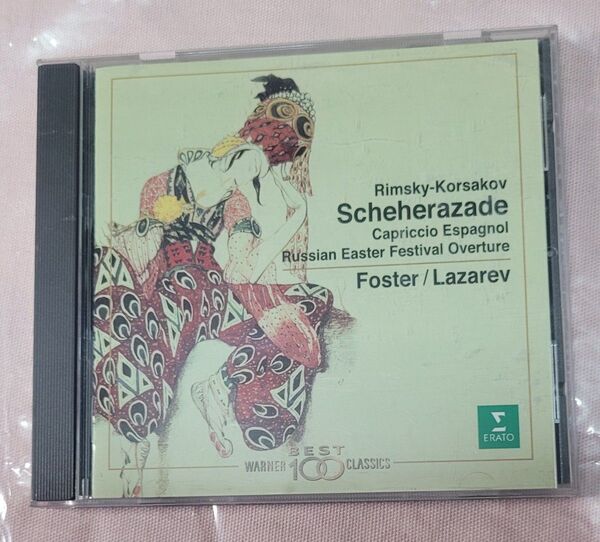 Rimsky-Korsakov
Scheherazade
Capriccio Espagnol
Russian Easter Festival Overture
Foster / Lazarev
ERATO
BEST
WARNER 100 CLASSICS